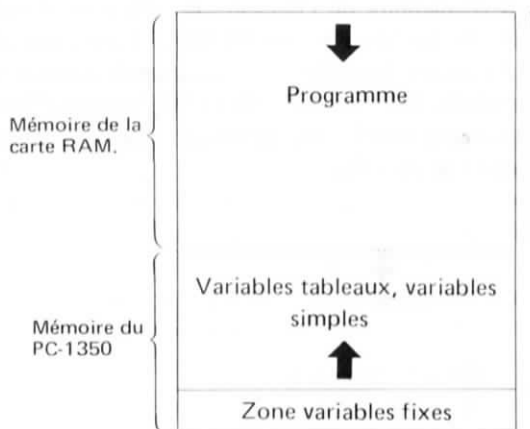 Programme
Mémoire de la
carte RAM.
Variables tableaux, variables
simples
Mémoire du
PC-1350
Zone variables fixes